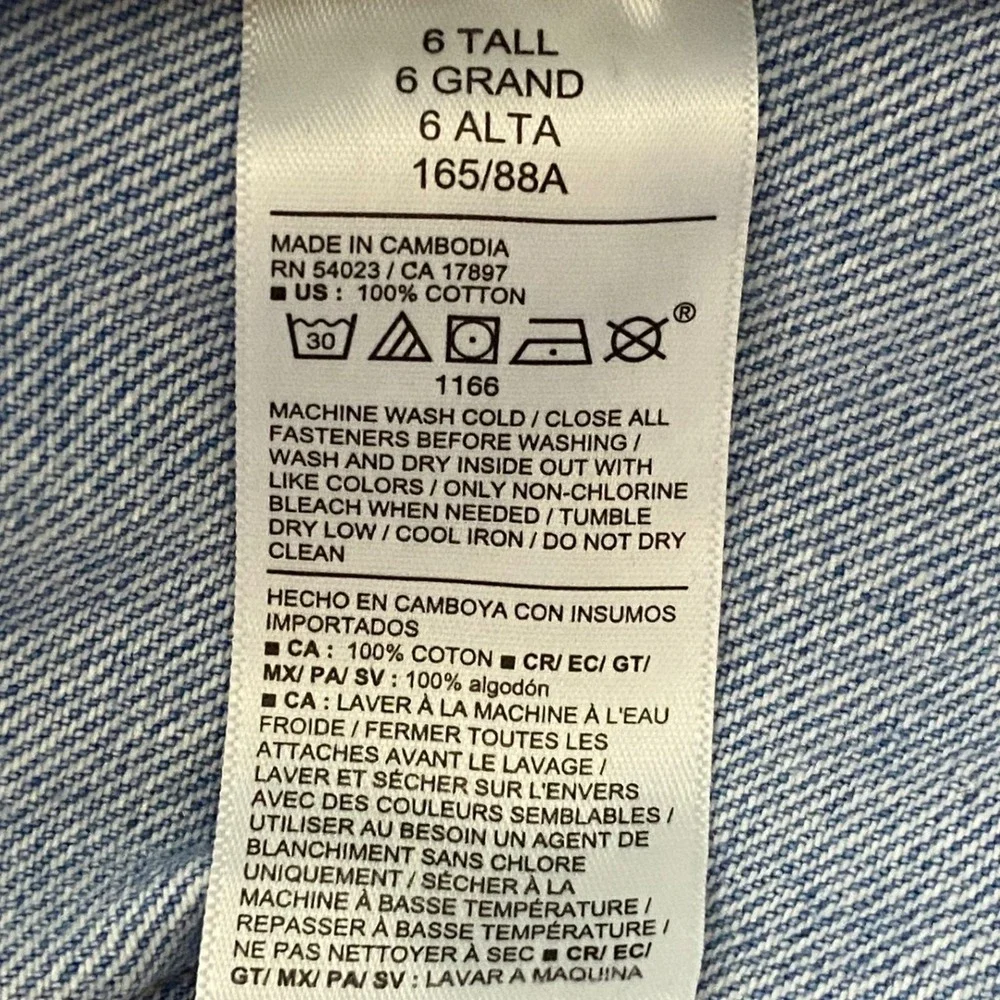 6 TALL
6 GRAND
6 ALTA
165/88A
MADE IN CAMBODIA
RN 54023 / CA 17897
■ US : 100% COTTON
30
®
1166
MACHINE WASH COLD / CLOSE ALL
FASTENERS BEFORE WASHING /
WASH AND DRY INSIDE OUT WITH
LIKE COLORS / ONLY NON-CHLORINE
BLEACH WHEN NEEDED / TUMBLE
DRY LOW / COOL IRON / DO NOT DRY
CLEAN
HECHO EN CAMBOYA CON INSUMOS
IMPORTADOS
■ CA : 100% COTON ■ CR/ EC/ GT/
MX/ PA/ SV : 100% algodón
■ CA : LAVER À LA MACHINE À L'EAU
FROIDE / FERMER TOUTES LES
ATTACHES AVANT LE LAVAGE /
LAVER ET SÉCHER SUR L'ENVERS
AVEC DES COULEURS SEMBLABLES /
UTILISER AU BESOIN UN AGENT DE
BLANCHIMENT SANS CHLORE
UNIQUEMENT / SÉCHER À LA
MACHINE À BASSE TEMPÉRATURE /
REPASSER À BASSE TEMPÉRATURE /
NE PAS NETTOYER À SEC ■ CR/ EC/
GT/ MX/ PA/ SV : LAVAR A MAQUINA